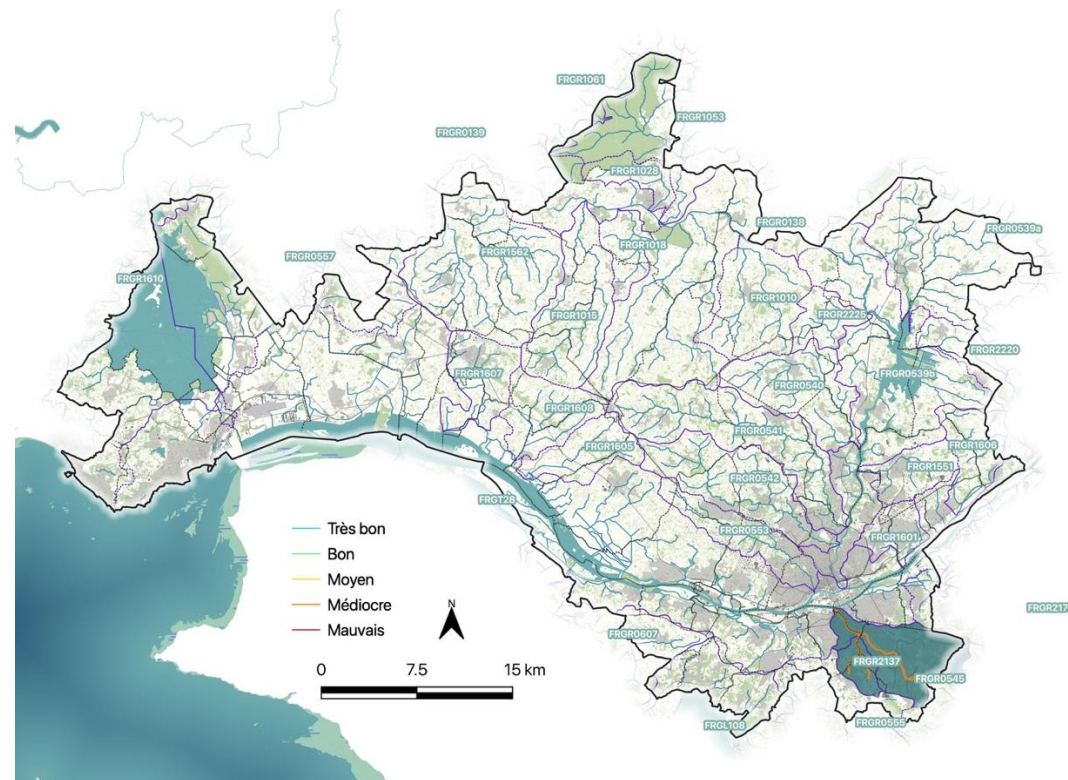 FRGR1061
FRGR1053
FRGR0139
FRGR1028
FRGR0138
FRGR0539a
FRGR1018
FRGR0557
FRGR1562
FRGR1610
FRGR1010
FRGR1015
FRGR2225
FRGR2220
FRGR1607
FRGR0539b
FRGR0540
FRGR1608
FRGR0541
FRGR1605
FRGR1606
FRGR1551
FRGR0542
FRGT28
FRGR0553
FRGR1601
Très bon
Bon
Moyen
Médiocre
Mauvais
N
0 7.5 15 km
FRGR217
FRGR0607
FRGR2137
FRGR0545
FRGR0555
FRGL108